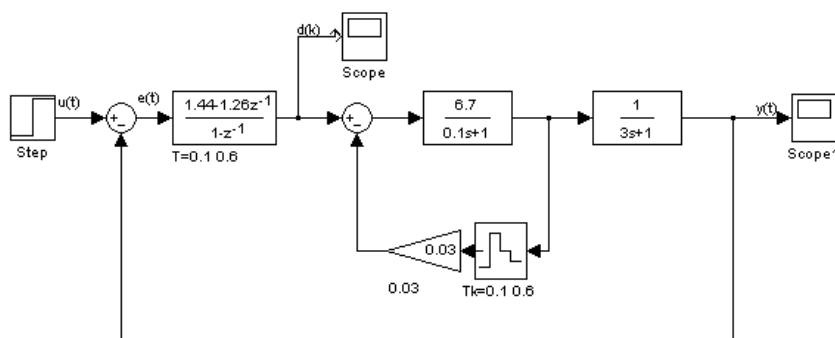 d(k)
Scope
u(t)
e(t)
1.44-1.26z-1
1-z-1
6.7
0.1s+1
1
3s+1
y(t)
Scope1
Step
T=0.1 0.6
0.03
0.03
Tk=0.1 0.6